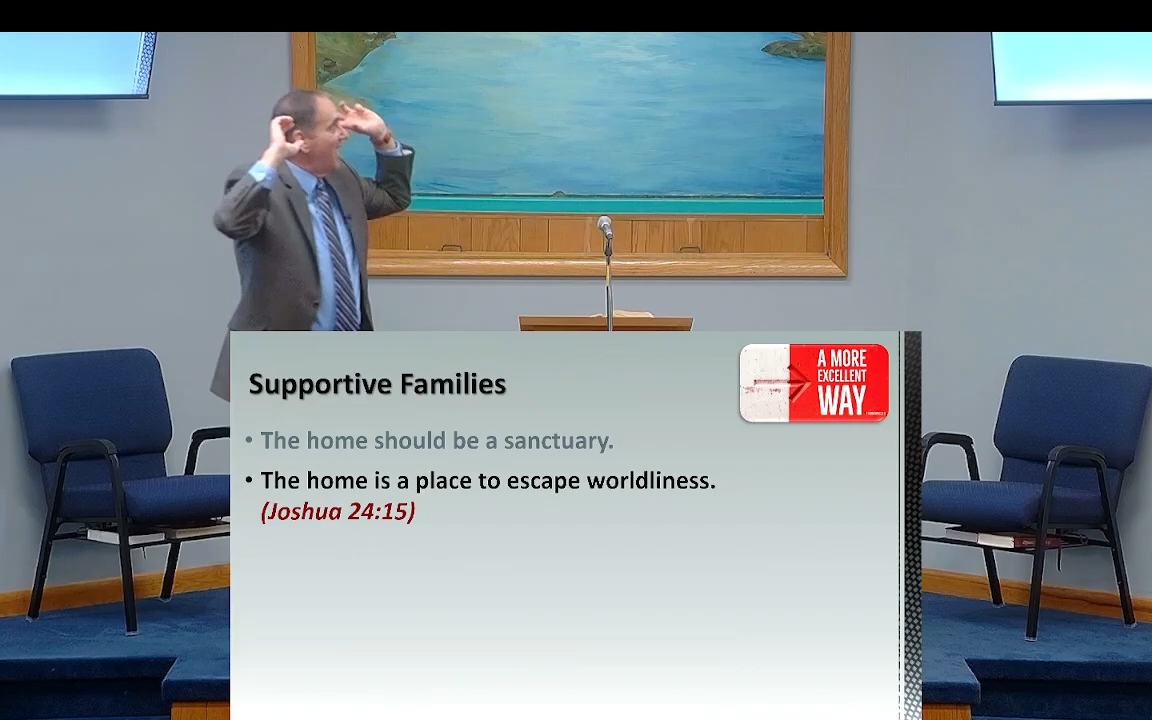 Supportive Families
A MORE
EXCELLENT
WAY
• The home should be a sanctuary.
• The home is a place to escape worldliness.
(Joshua 24:15)